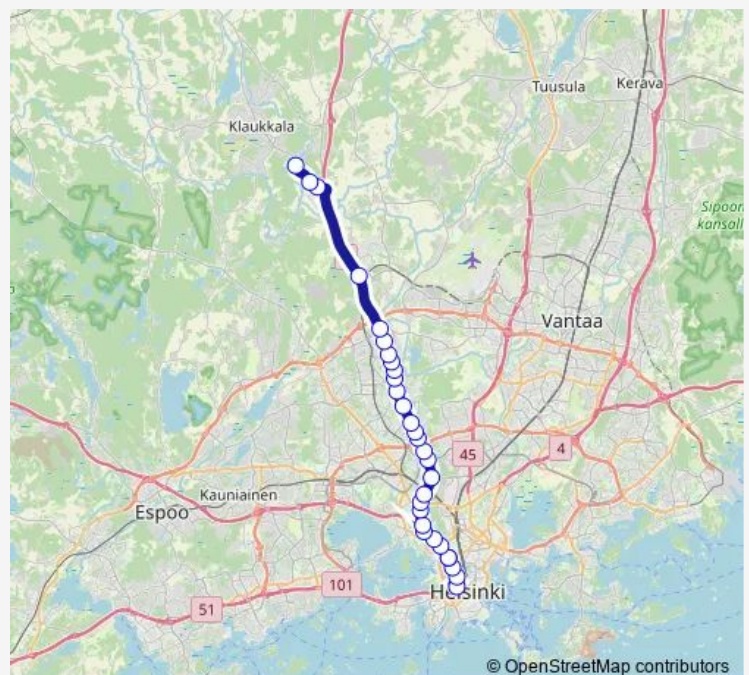 Tuusula
Kerava
Klaukkala
Sipoon
kansall
Vantaa
45
4
Kauniainen
Espoo
101
51
Helsinki
© OpenStreetMap contributors